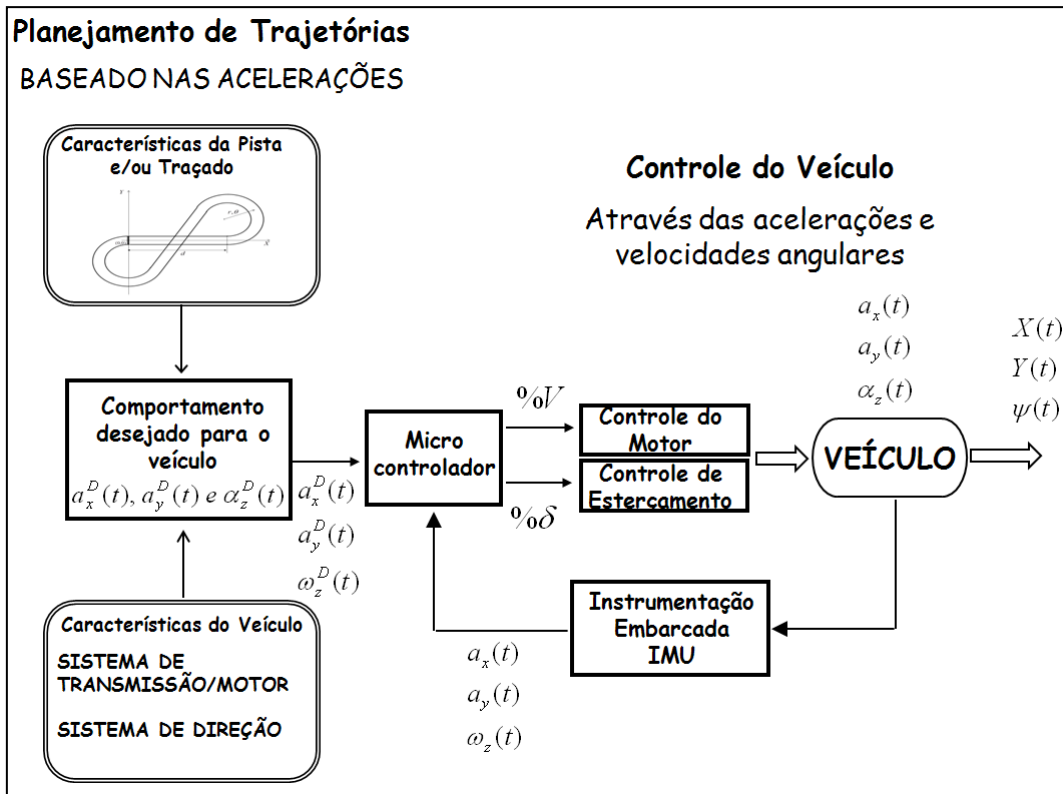 Planejamento de Trajetórias
BASEADO NAS ACELERAÇÕES
Características da Pista
e/ou Traçado
Y
X
d
Controle do Veículo
Através das acelerações e
velocidades angulares
Comportamento
desejado para o
veículo
a_x^D(t), a_y^D(t) e α_z^D(t)
a_x^D(t)
a_y^D(t)
ω_z^D(t)
Micro
controlador
%V
%δ
Controle do
Motor
Controle de
Esterçamento
a_x(t)
a_y(t)
α_z(t)
VEÍCULO
X(t)
Y(t)
ψ(t)
Instrumentação
Embarcada
IMU
a_x(t)
a_y(t)
ω_z(t)
Características do Veículo
SISTEMA DE
TRANSMISSÃO/MOTOR
SISTEMA DE DIREÇÃO